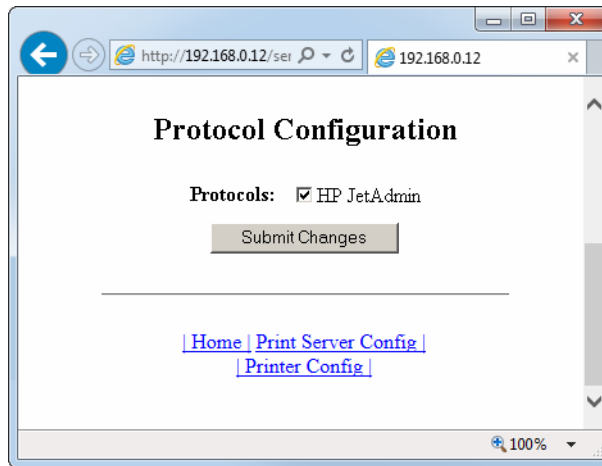 http://192.168.0.12/ser
192.168.0.12
Protocol Configuration
Protocols: HP JetAdmin
Submit Changes
| Home | Print Server Config |
| Printer Config |
100%